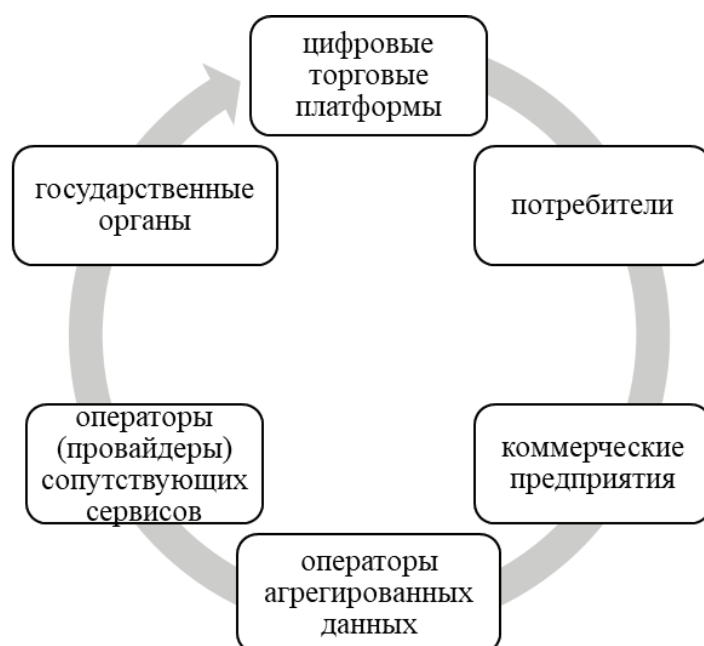 цифровые
торговые
платформы
потребители
коммерческие
предприятия
операторы
агрегированных
данных
операторы
(провайдеры)
сопутствующих
сервисов
государственные
органы